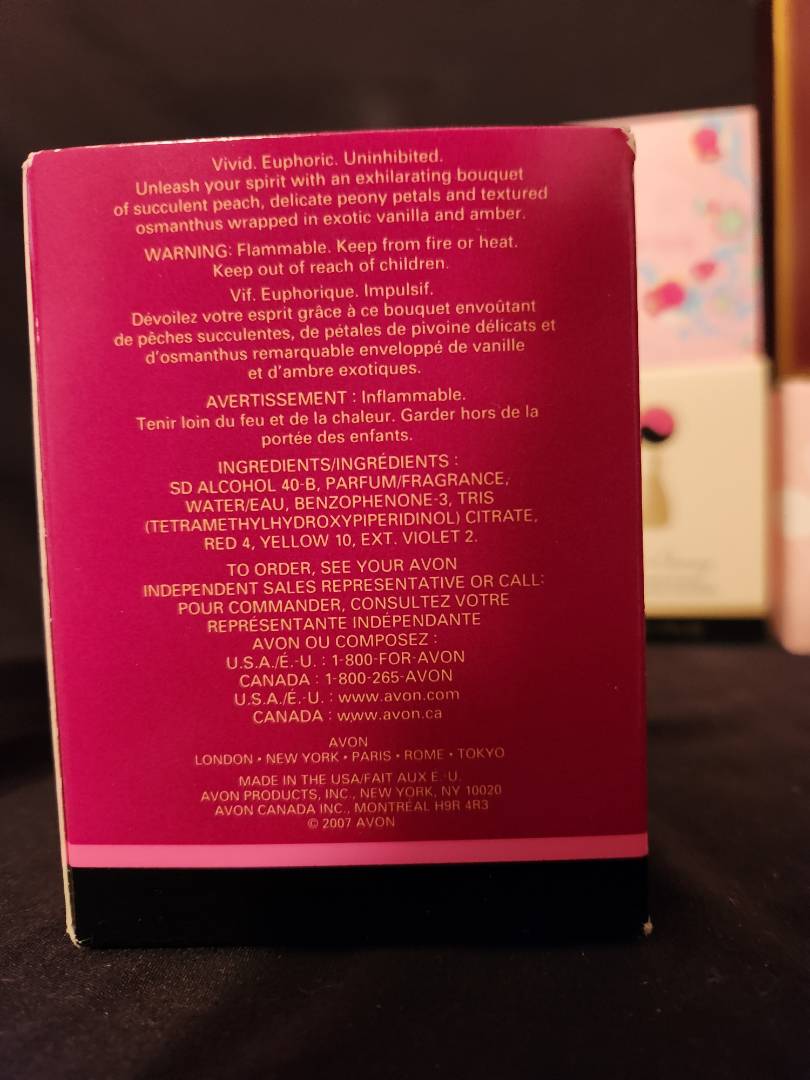 Vivid. Euphoric. Uninhibited.
Unleash your spirit with an exhilarating bouquet
of succulent peach, delicate peony petals and textured
osmanthus wrapped in exotic vanilla and amber.
WARNING: Flammable. Keep from fire or heat.
Keep out of reach of children.
Vif. Euphorique. Impulsif.
Dévoilez votre esprit grâce à ce bouquet envoûtant
de pêches succulentes, de pétales de pivoine délicats et
d'osmanthus remarquable enveloppé de vanille
et d'ambre exotiques.
AVERTISSEMENT : Inflammable.
Tenir loin du feu et de la chaleur. Garder hors de la
portée des enfants.
INGREDIENTS/INGRÉDIENTS :
SD ALCOHOL 40-B, PARFUM/FRAGRANCE,
WATER/EAU, BENZOPHENONE-3, TRIS
(TETRAMETHYLHYDROXYPIPERIDINOL) CITRATE,
RED 4, YELLOW 10, EXT. VIOLET 2.
TO ORDER, SEE YOUR AVON
INDEPENDENT SALES REPRESENTATIVE OR CALL:
POUR COMMANDER, CONSULTEZ VOTRE
REPRÉSENTANTE INDÉPENDANTE
AVON OU COMPOSEZ :
U.S.A./É.-U. : 1-800-FOR-AVON
CANADA : 1-800-265-AVON
U.S.A./É.-U. : www.avon.com
CANADA : www.avon.ca
AVON
LONDON • NEW YORK • PARIS • ROME • TOKYO
MADE IN THE USA/FAIT AUX É.-U.
AVON PRODUCTS, INC., NEW YORK, NY 10020
AVON CANADA INC., MONTRÉAL H9R 4R3
© 2007 AVON